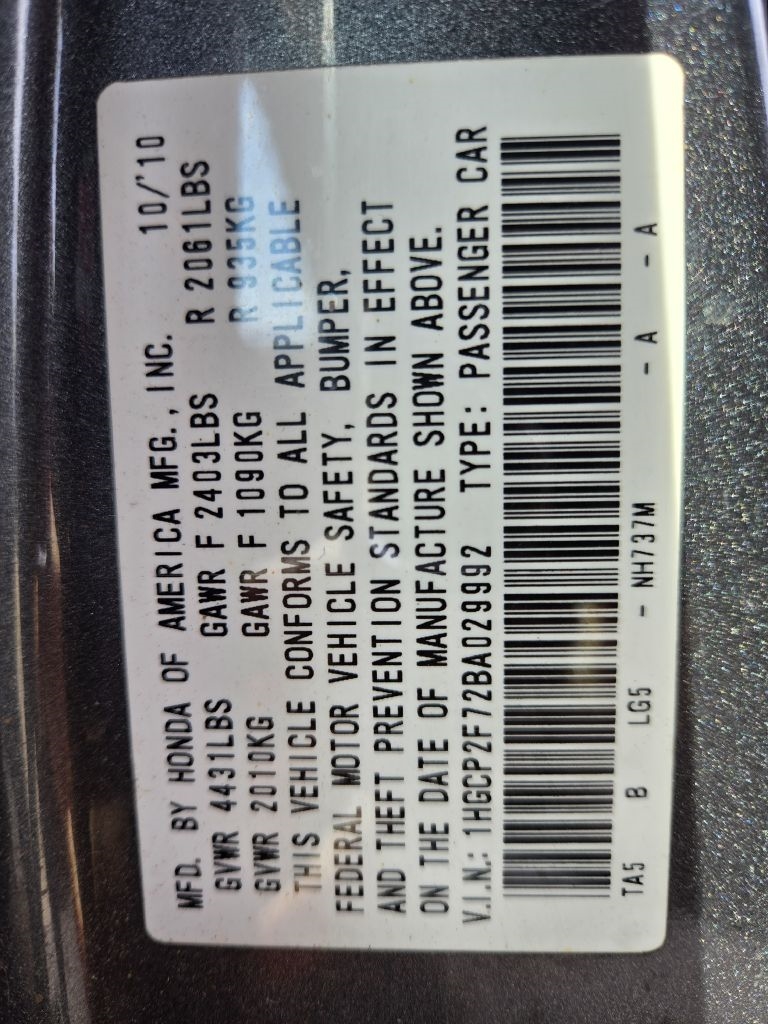 MFD. BY HONDA OF AMERICA MFG., INC. 10/'10
GVWR 4431LBS GAWR F 2403LBS R 2061LBS
GVWR 2010KG GAWR F 1090KG R 935KG
THIS VEHICLE CONFORMS TO ALL APPLICABLE
FEDERAL MOTOR VEHICLE SAFETY, BUMPER,
AND THEFT PREVENTION STANDARDS IN EFFECT
ON THE DATE OF MANUFACTURE SHOWN ABOVE.
V.I.N.: 1HGCP2F72BA029992 TYPE: PASSENGER CAR
TA5 B LG5 - NH737M - A - A